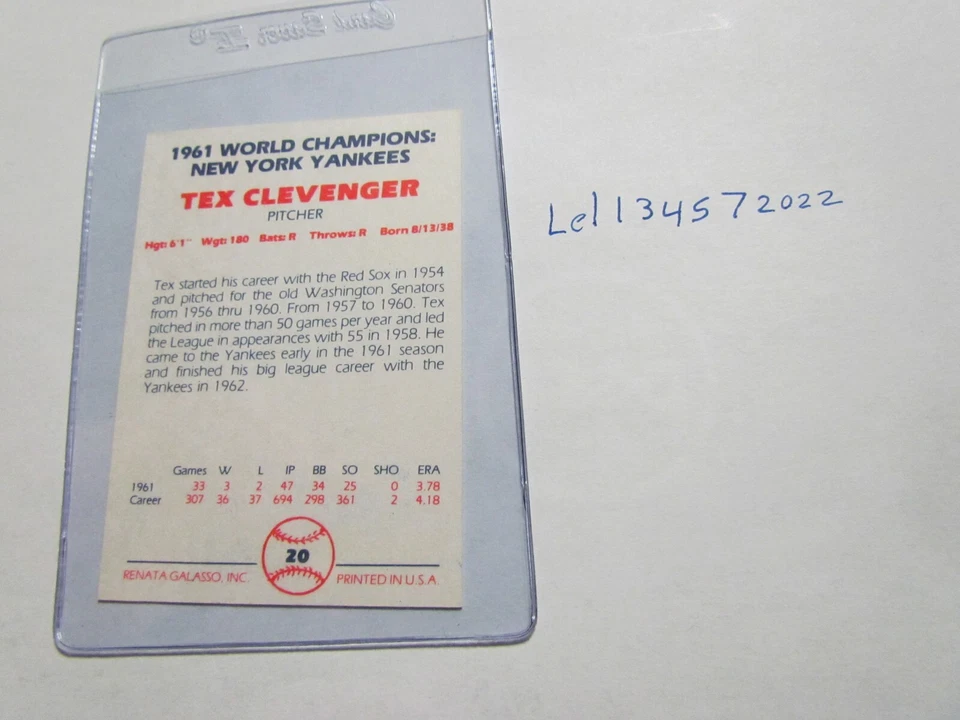 Card Saver II ®
1961 WORLD CHAMPIONS:
NEW YORK YANKEES
TEX CLEVENGER
PITCHER
Hgt: 6'1" Wgt: 180 Bats: R Throws: R Born 8/13/38
Tex started his career with the Red Sox in 1954
and pitched for the old Washington Senators
from 1956 thru 1960. From 1957 to 1960. Tex
pitched in more than 50 games per year and led
the League in appearances with 55 in 1958. He
came to the Yankees early in the 1961 season
and finished his big league career with the
Yankees in 1962.
Games W L IP BB SO SHO ERA
1961 33 3 2 47 34 25 0 3.78
Career 307 36 37 694 298 361 2 4.18
20
RENATA GALASSO, INC. PRINTED IN U.S.A.
Lel134572022